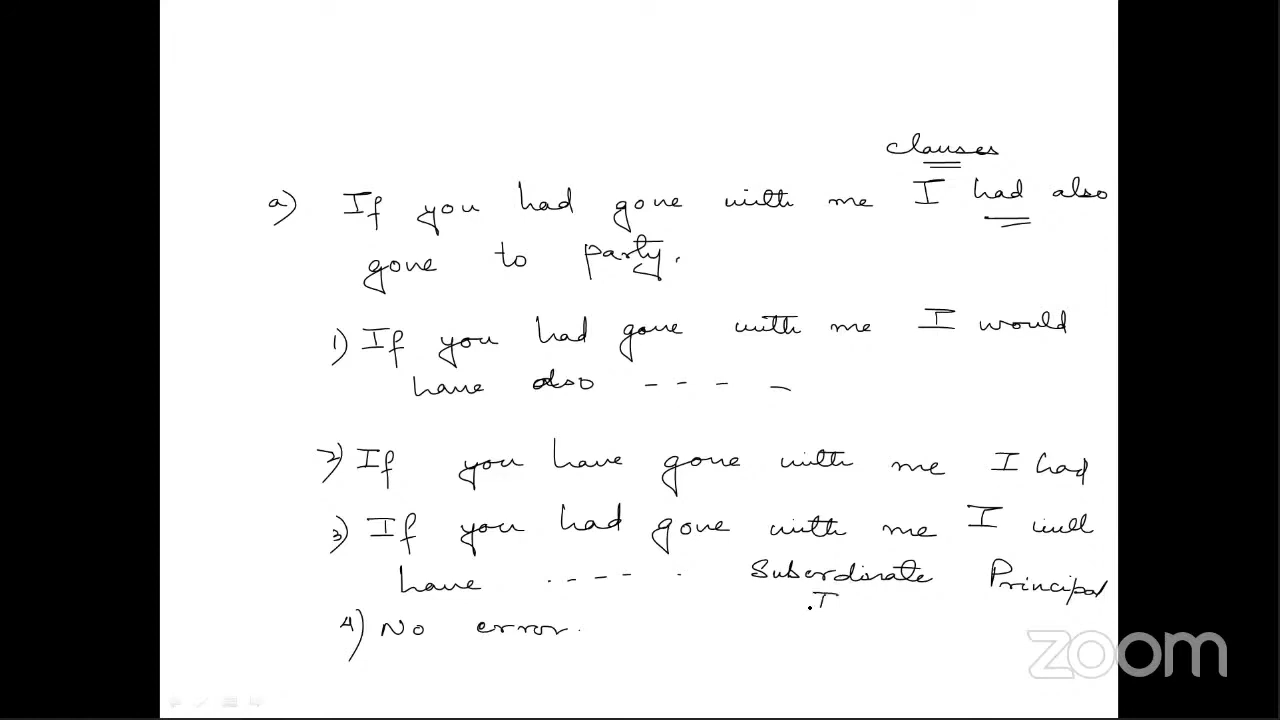 clauses
a) If you had gone with me I had also
gone to party.
1) If you had gone with me I would
have also - - - -
2) If you have gone with me I had
3) If you had gone with me I will
have ---- . Subordinate Principal
.I
4) No error.
zoom